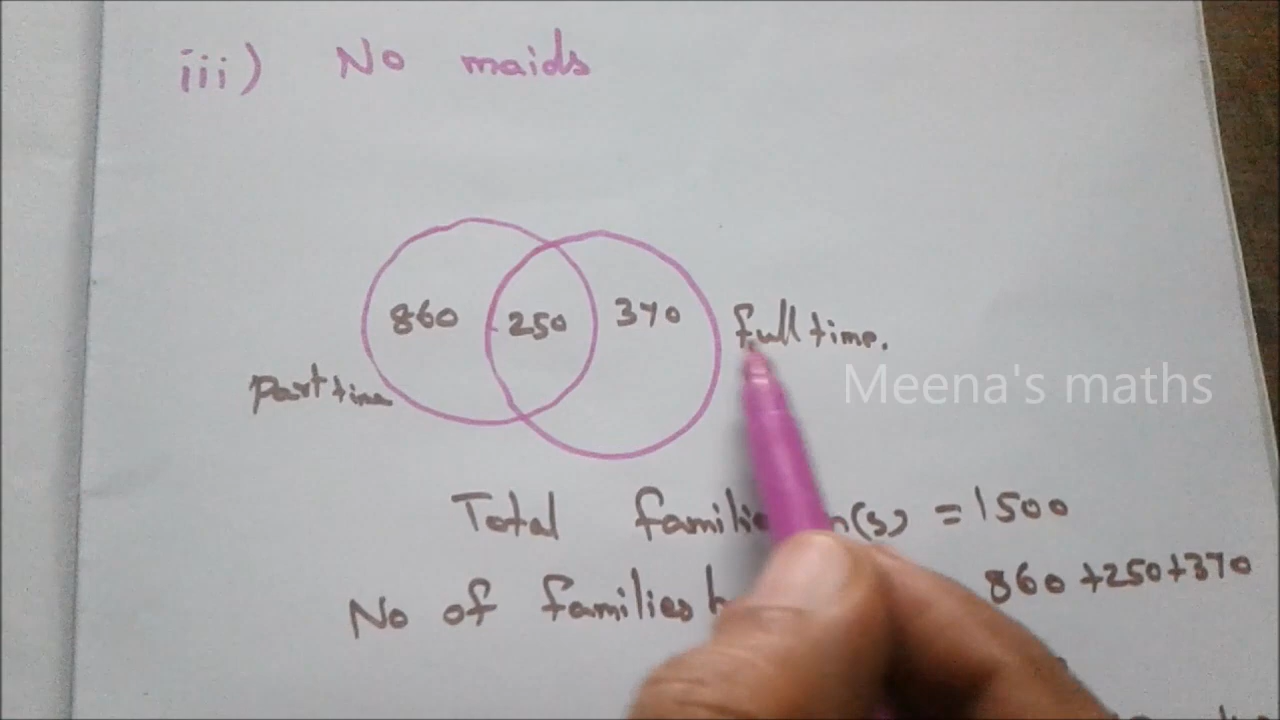 iii) No maids
860 250 370 full time.
part time
Meena's maths
Total n(s) = 1500
No of families 860 +250+370